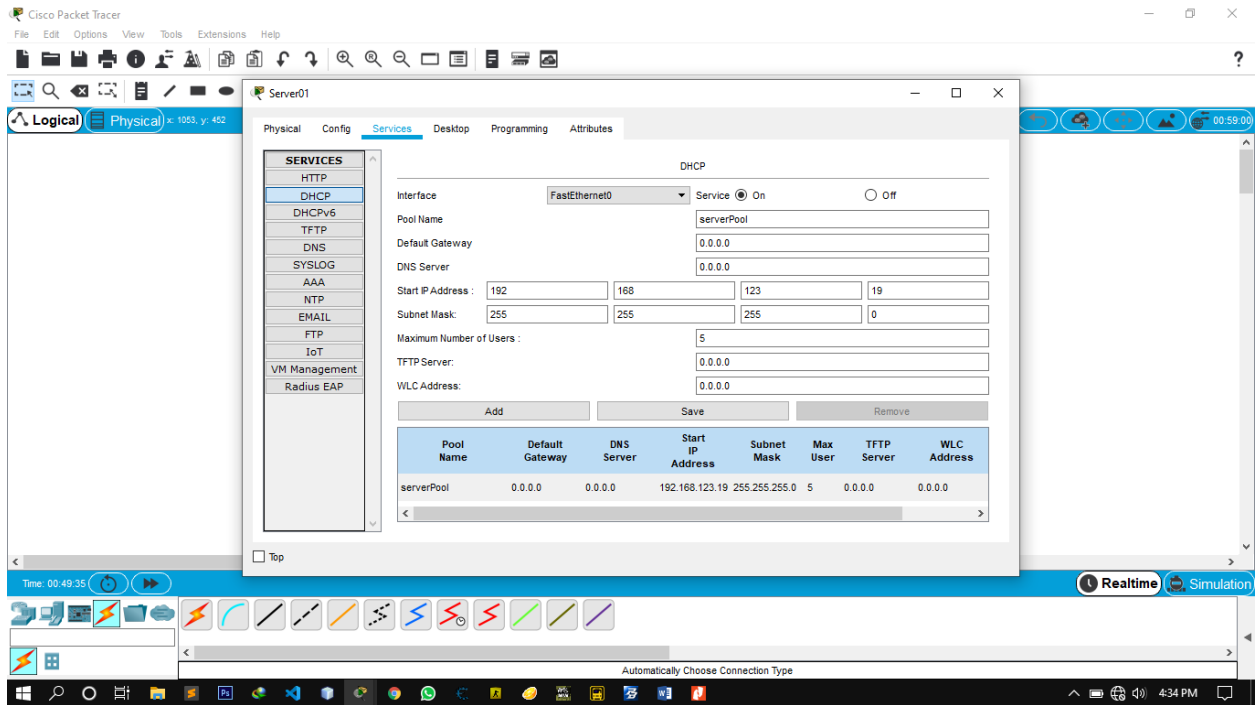 Cisco Packet Tracer
File Edit Options View Tools Extensions Help
?
Logical Physical x: 1053, y: 452 00:59:00
Server01
Physical Config Services Desktop Programming Attributes
SERVICES
HTTP
DHCP
DHCPv6
TFTP
DNS
SYSLOG
AAA
NTP
EMAIL
FTP
IoT
VM Management
Radius EAP
DHCP
Interface FastEthernet0 Service On Off
Pool Name serverPool
Default Gateway 0.0.0.0
DNS Server 0.0.0.0
Start IP Address : 192 168 123 19
Subnet Mask: 255 255 255 0
Maximum Number of Users : 5
TFTP Server: 0.0.0.0
WLC Address: 0.0.0.0
Add Save Remove
Pool Name Default Gateway DNS Server Start IP Address Subnet Mask Max User TFTP Server WLC Address
serverPool 0.0.0.0 0.0.0.0 192.168.123.19 255.255.255.0 5 0.0.0.0 0.0.0.0
Top
Time: 00:49:35 Realtime Simulation
Automatically Choose Connection Type
Ps 4:34 PM